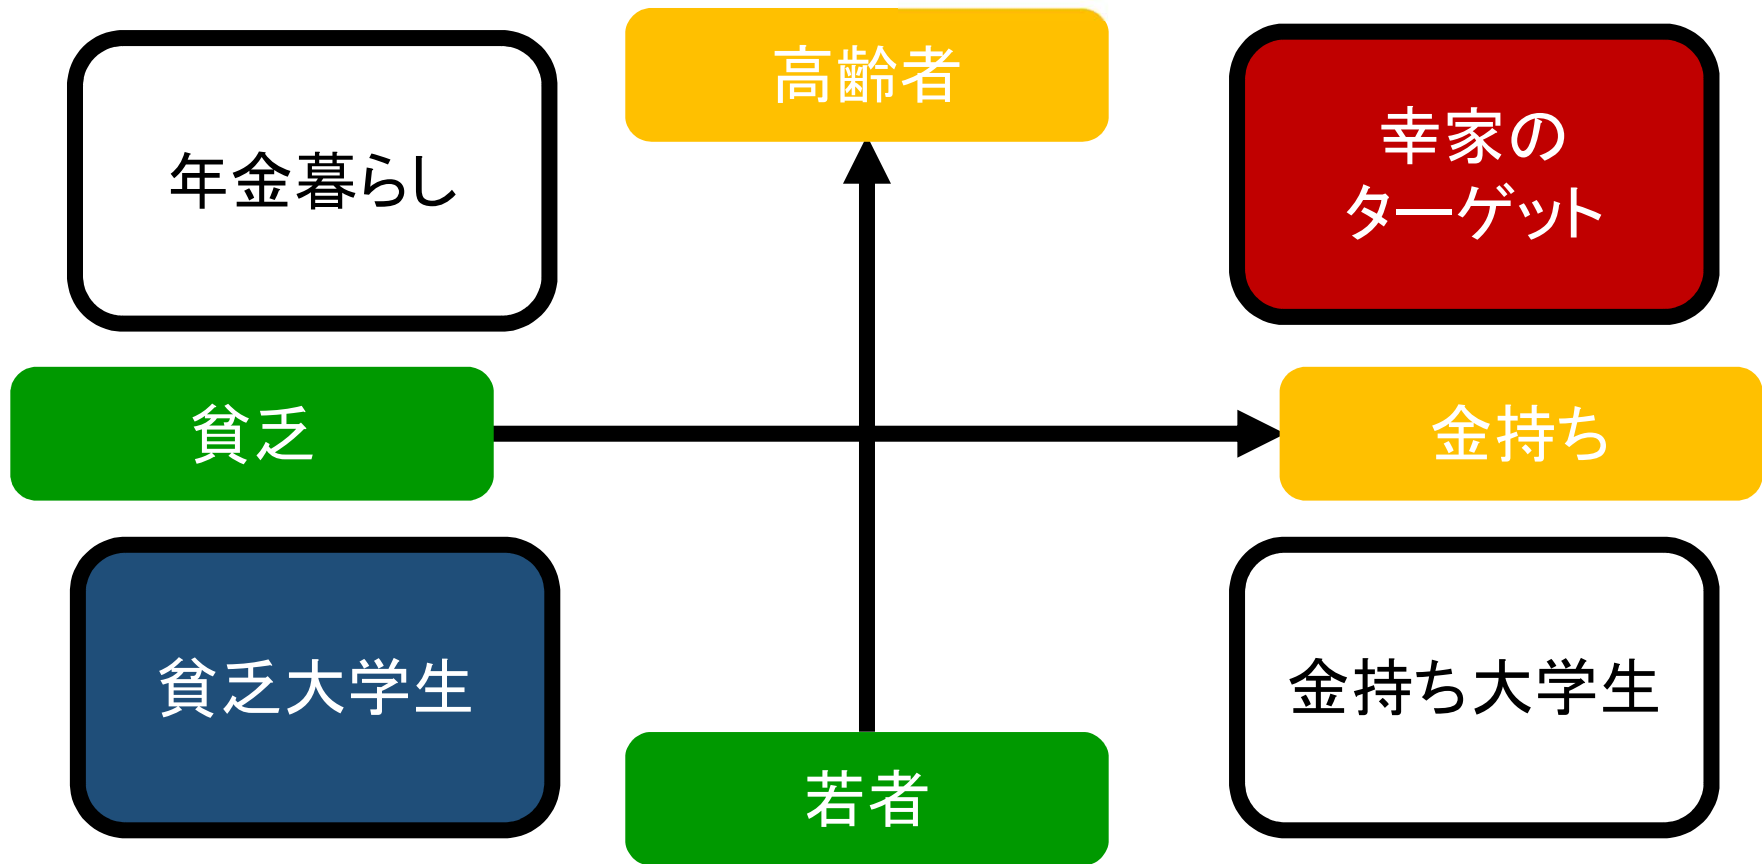 高齢者
年金暮らし
幸家の
ターゲット
貧乏
金持ち
貧乏大学生
金持ち大学生
若者